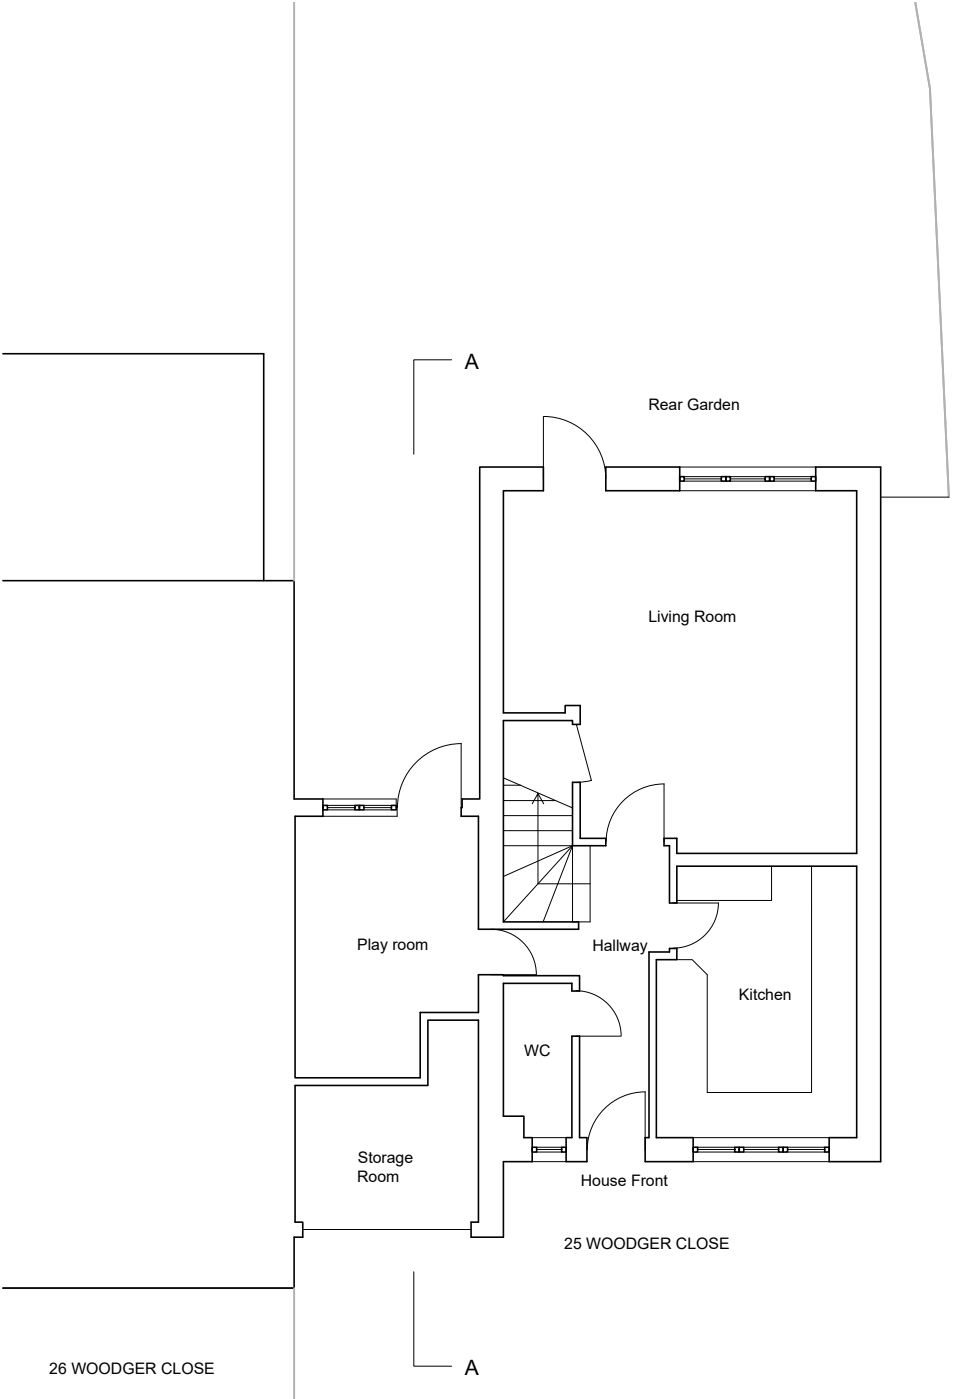 A
Rear Garden
Living Room
Play room
Hallway
Kitchen
WC
Storage
Room
House Front
25 WOODGER CLOSE
26 WOODGER CLOSE
A